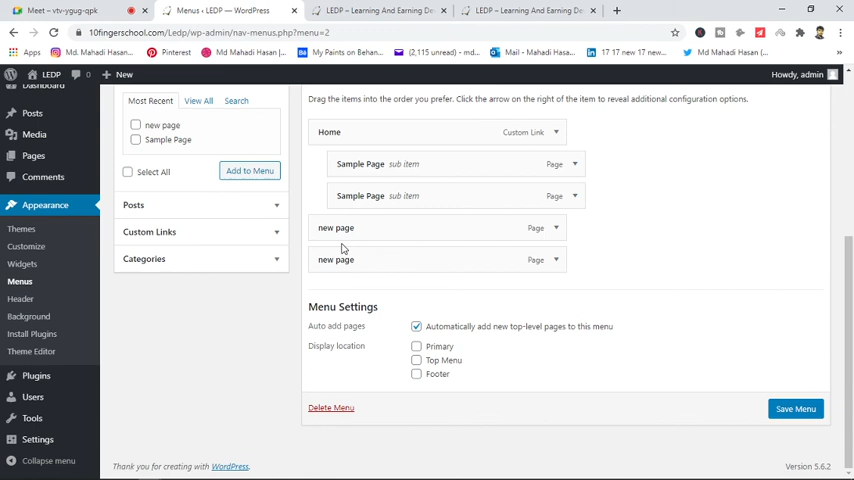 Meet – vtv-ygug-qpk
Menus ‹ LEDP — WordPress
LEDP – Learning And Earning De
LEDP – Learning And Earning De
10fingerschool.com/Ledp/wp-admin/nav-menus.php?menu=2
Apps
Md. Mahadi Hasan...
Pinterest
Md Mahadi Hasan |...
My Paints on Behan...
(2,115 unread) - md...
Mail - Mahadi Hasa...
17 17 new 17 new...
Md Mahadi Hasan (...
LEDP
0
New
Howdy, admin
Dashboard
Posts
Media
Pages
Comments
Appearance
Themes
Customize
Widgets
Menus
Header
Background
Install Plugins
Theme Editor
Plugins
Users
Tools
Settings
Collapse menu
Most Recent
View All
Search
new page
Sample Page
Select All
Add to Menu
Posts
Custom Links
Categories
Drag the items into the order you prefer. Click the arrow on the right of the item to reveal additional configuration options.
Home Custom Link
Sample Page sub item Page
Sample Page sub item Page
new page Page
new page Page
Menu Settings
Auto add pages
Automatically add new top-level pages to this menu
Display location
Primary
Top Menu
Footer
Delete Menu
Save Menu
Thank you for creating with WordPress.
Version 5.6.2